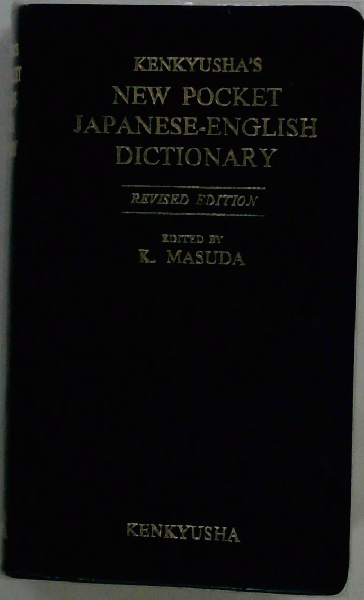 KENKYUSHA'S
NEW POCKET
JAPANESE-ENGLISH
DICTIONARY
REVISED EDITION
EDITED BY
K. MASUDA
KENKYUSHA